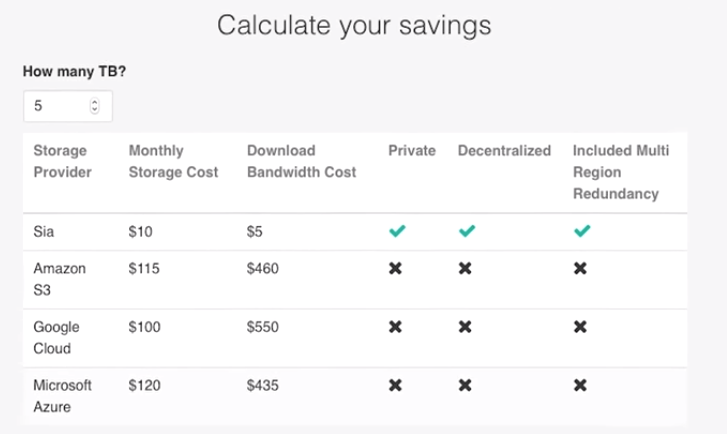 Calculate your savings
How many TB?
5
Storage Provider Monthly Storage Cost Download Bandwidth Cost Private Decentralized Included Multi Region Redundancy
Sia $10 $5 ✓ ✓ ✓
Amazon S3 $115 $460 ✖ ✖ ✖
Google Cloud $100 $550 ✖ ✖ ✖
Microsoft Azure $120 $435 ✖ ✖ ✖